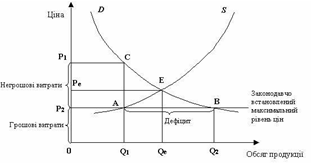 Ціна
D
S
P1
C
Негрошові витрати
Pe
E
Законодавчо
встановлений
максимальний
рівень цін
P2
A
B
Грошові витрати
Дефіцит
0
Q1
Qe
Q2
Обсяг продукції